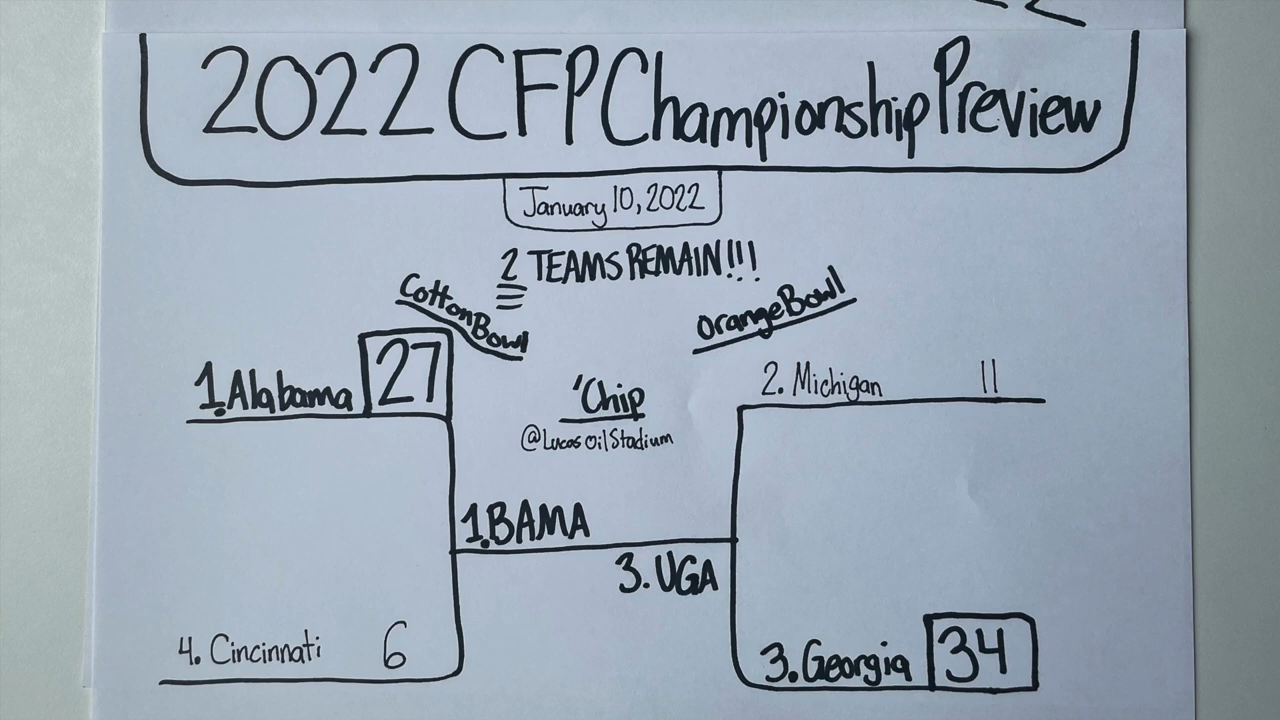 2022 CFP Championship Preview
January 10, 2022
2 TEAMS REMAIN!!!
Cotton Bowl
Orange Bowl
1. Alabama 27
2. Michigan 11
'Chip
@Lucas Oil Stadium
1. BAMA
3. UGA
4. Cincinnati 6
3. Georgia 34